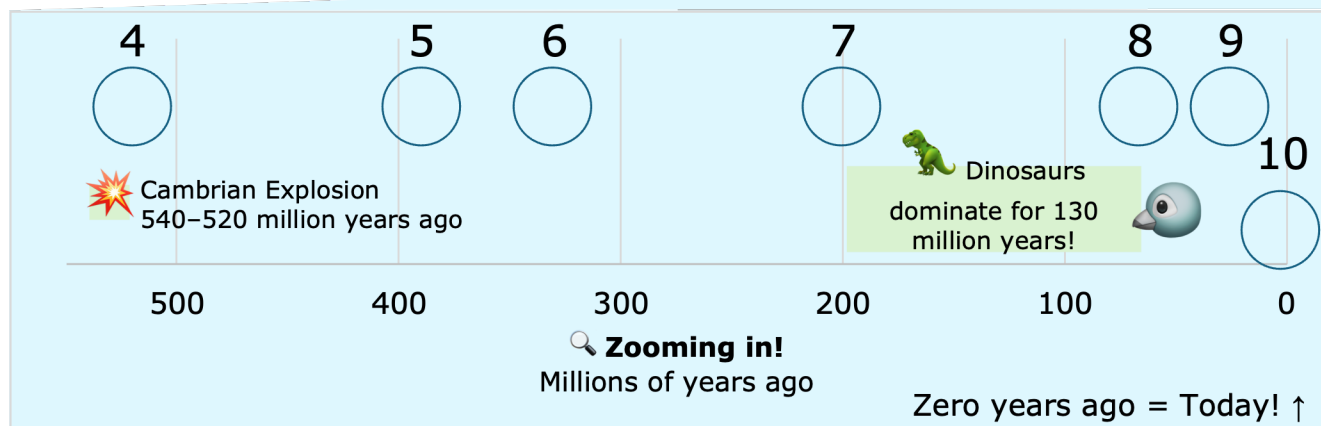 4 5 6 7 8 9
10
Cambrian Explosion
540–520 million years ago
Dinosaurs
dominate for 130
million years!
500 400 300 200 100 0
Zooming in!
Millions of years ago
Zero years ago = Today! ↑